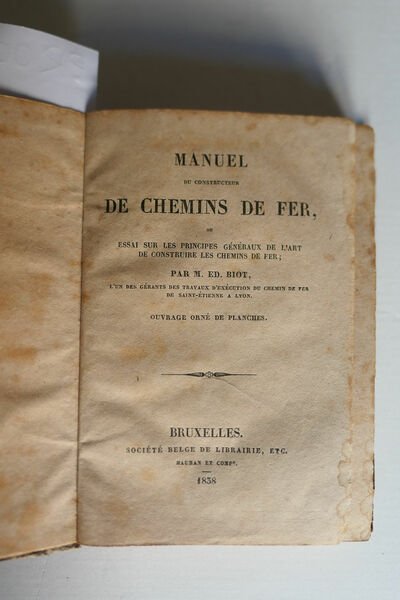 MANUEL
DU CONSTRUCTEUR
DE CHEMINS DE FER,
OU
ESSAI SUR LES PRINCIPES GÉNÉRAUX DE L'ART
DE CONSTRUIRE LES CHEMINS DE FER;
PAR M. ED. BIOT,
L'UN DES GÉRANTS DES TRAVAUX D'EXÉCUTION DU CHEMIN DE FER
DE SAINT-ÉTIENNE A LYON.
OUVRAGE ORNÉ DE PLANCHES.
BRUXELLES.
SOCIÉTÉ BELGE DE LIBRAIRIE, ETC.
HAUMAN ET COMPe.
1838